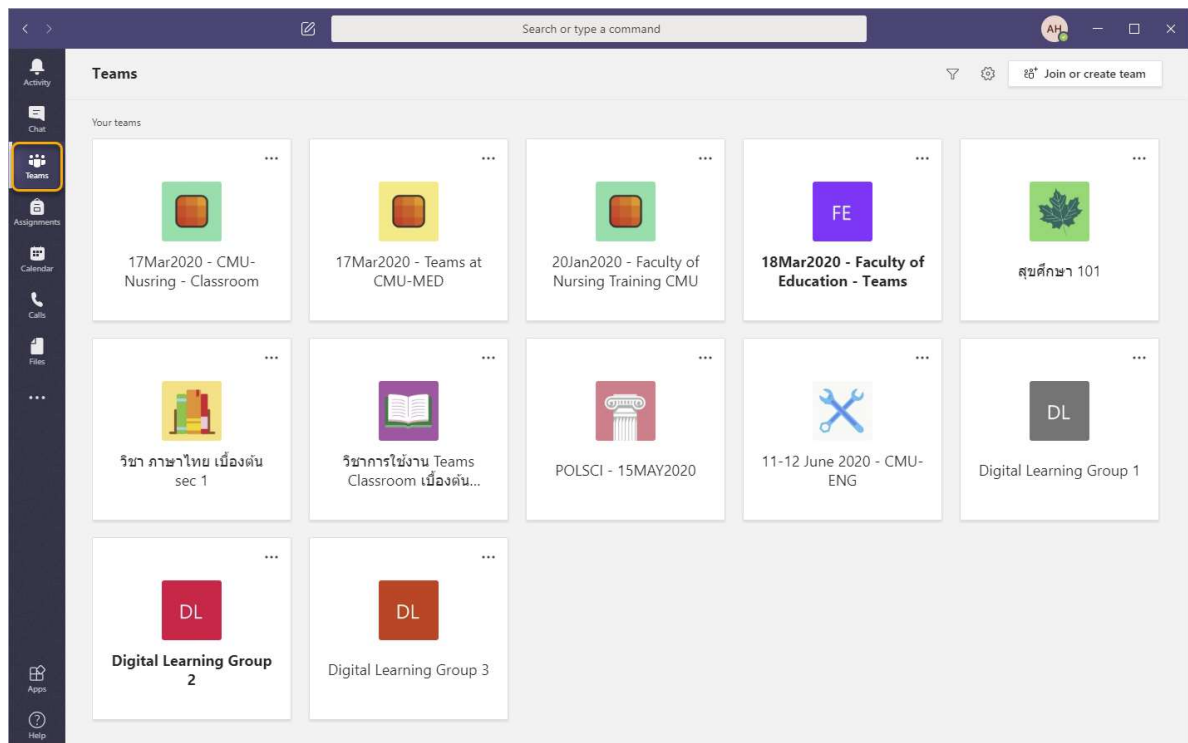 Search or type a command
AH
Activity
Chat
Teams
Assignments
Calendar
Calls
Files
Apps
Help
Teams
Join or create team
Your teams
17Mar2020 - CMU-
Nusring - Classroom
17Mar2020 - Teams at
CMU-MED
20Jan2020 - Faculty of
Nursing Training CMU
FE
18Mar2020 - Faculty of
Education - Teams
สุขศึกษา 101
วิชา ภาษาไทย เบื้องต้น
sec 1
วิชาการใช้งาน Teams
Classroom เบื้องต้น...
POLSCI - 15MAY2020
11-12 June 2020 - CMU-
ENG
DL
Digital Learning Group 1
DL
Digital Learning Group
2
DL
Digital Learning Group 3